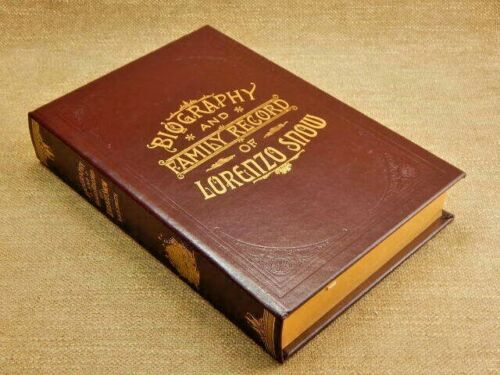 BIOGRAPHY
AND
FAMILY RECORD
OF
LORENZO SNOW